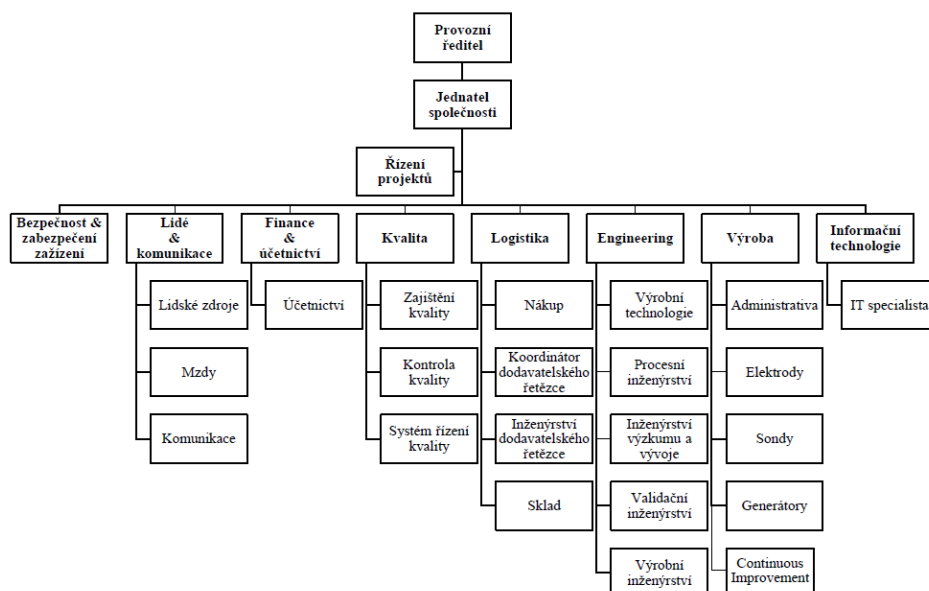 Provozní
ředitel
Jednatel
společnosti
Řízení
projektů
Bezpečnost &
zabezpečení
zažízení
Lidé
&
komunikace
Finance
&
účetnictví
Kvalita
Logistika
Engineering
Výroba
Informační
technologie
Lidské zdroje
Mzdy
Komunikace
Účetnictví
Zajištění
kvality
Kontrola
kvality
Systém řízení
kvality
Nákup
Koordinátor
dodavatelského
řetězce
Inženýrství
dodavatelského
řetězce
Sklad
Výrobní
technologie
Procesní
inženýrství
Inženýrství
výzkumu a
vývoje
Validační
inženýrství
Výrobní
inženýrství
Administrativa
Elektrody
Sondy
Generátory
Continuous
Improvement
IT specialista